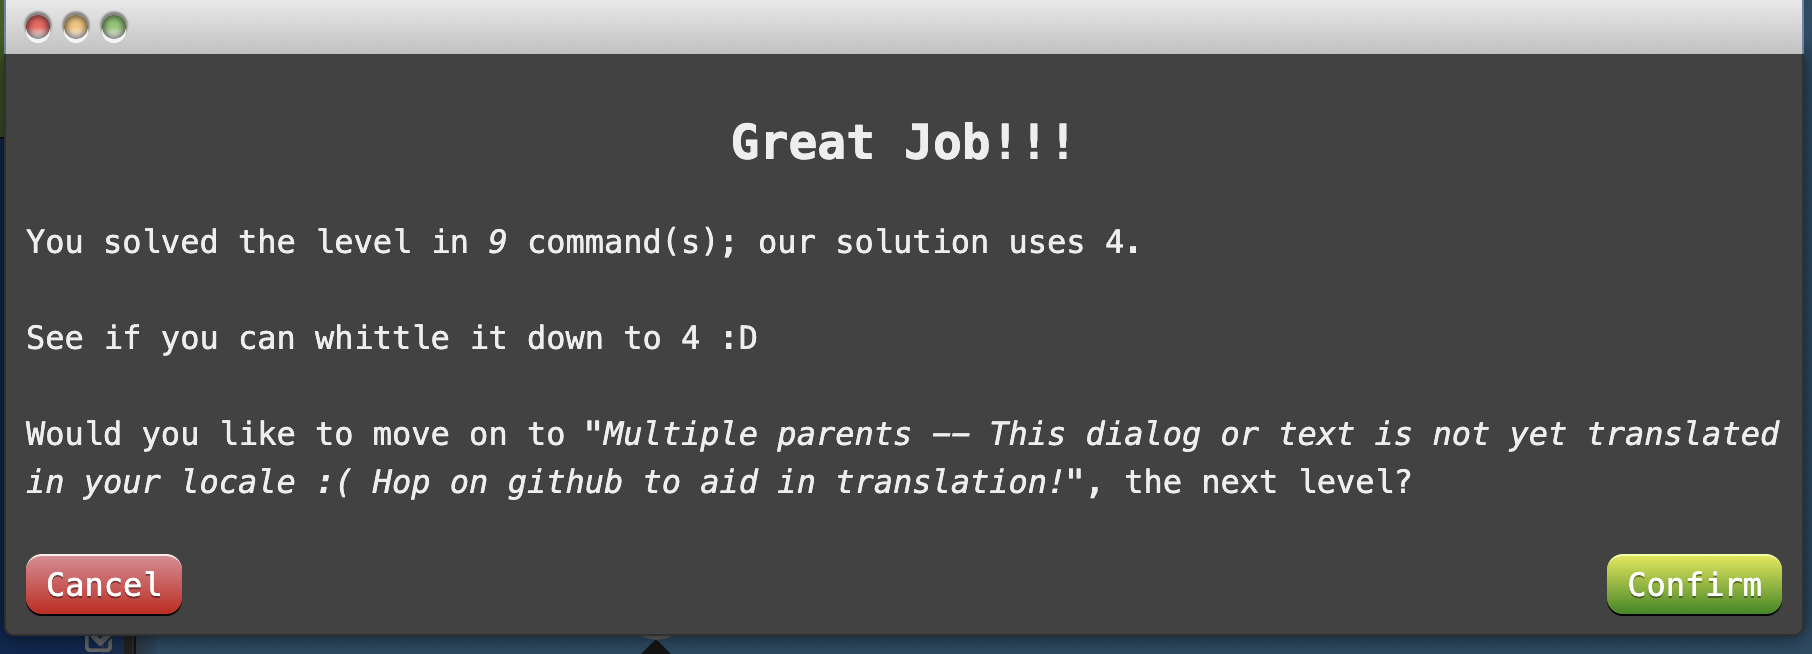 Great Job!!!
You solved the level in 9 command(s); our solution uses 4.
See if you can whittle it down to 4 :D
Would you like to move on to "Multiple parents -- This dialog or text is not yet translated
in your locale :( Hop on github to aid in translation!", the next level?
Cancel
Confirm